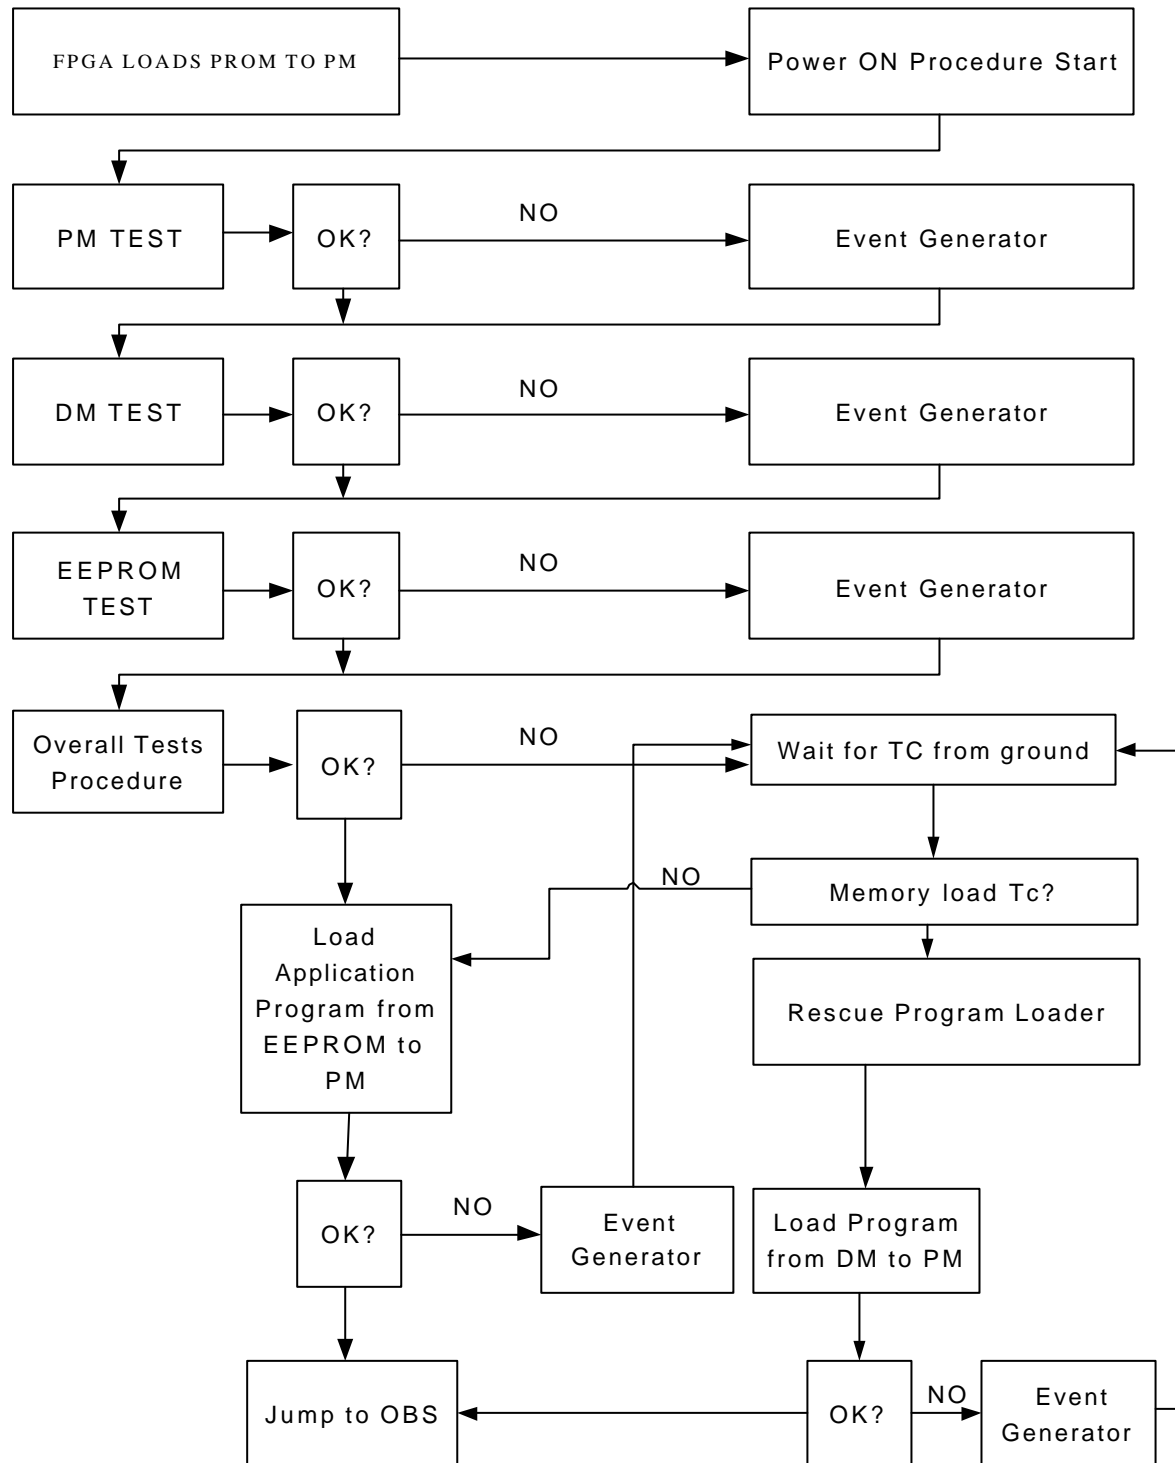 FPGA LOADS PROM TO PM
Power ON Procedure Start
PM TEST
OK?
NO
Event Generator
DM TEST
OK?
NO
Event Generator
EEPROM
TEST
OK?
NO
Event Generator
Overall Tests
Procedure
OK?
NO
Wait for TC from ground
NO
Memory load Tc?
Load
Application
Program from
EEPROM to
PM
Rescue Program Loader
OK?
NO
Event
Generator
Load Program
from DM to PM
Jump to OBS
OK?
NO
Event
Generator